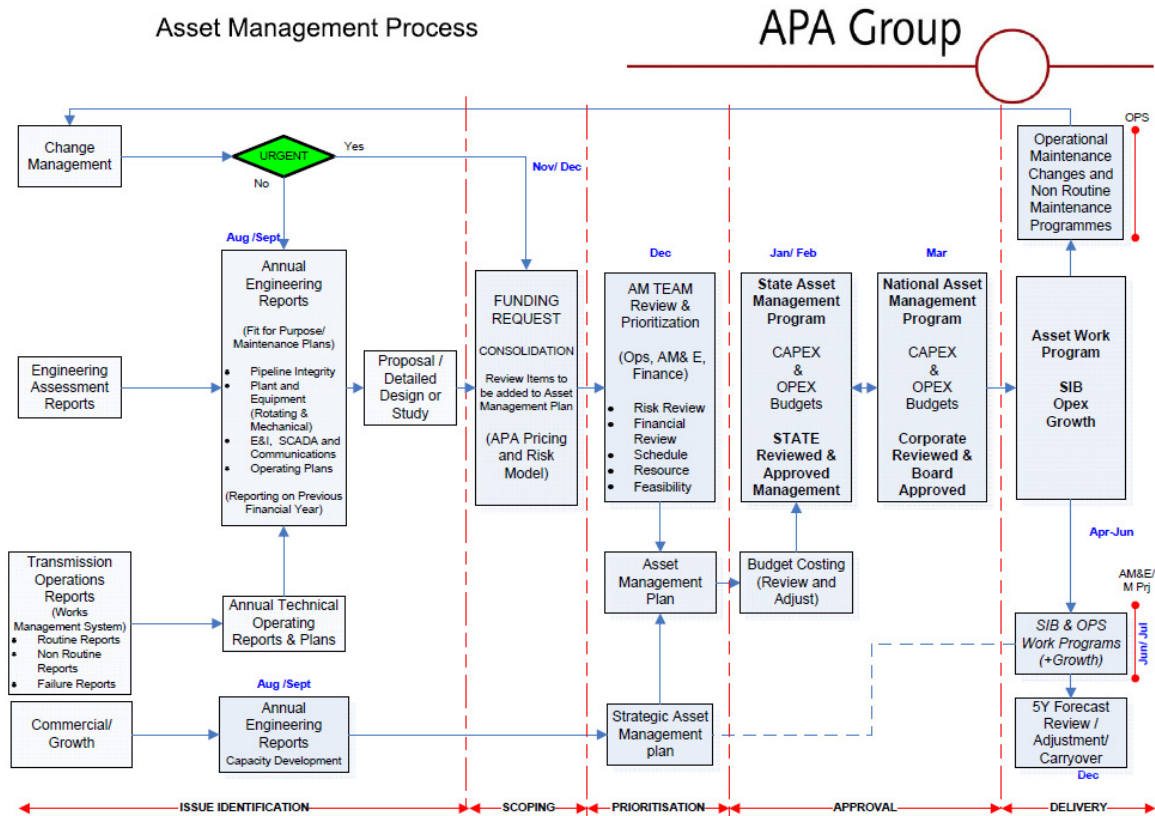 Asset Management Process
APA Group
Change
Management
URGENT
Yes
No
Nov/ Dec
OPS
Operational
Maintenance
Changes and
Non Routine
Maintenance
Programmes
Aug /Sept
Annual
Engineering
Reports
(Fit for Purpose/
Maintenance Plans)
Pipeline Integrity
Plant and
Equipment
(Rotating &
Mechanical)
E&I, SCADA and
Communications
Operating Plans
(Reporting on Previous
Financial Year)
Engineering
Assessment
Reports
Proposal /
Detailed
Design or
Study
FUNDING
REQUEST
CONSOLIDATION
Review Items to
be added to Asset
Management Plan
(APA Pricing
and Risk
Model)
Dec
AM TEAM
Review &
Prioritization
(Ops, AM& E,
Finance)
Risk Review
Financial
Review
Schedule
Resource
Feasibility
Jan/ Feb
State Asset
Management
Program
CAPEX
&
OPEX
Budgets
STATE
Reviewed &
Approved
Management
Mar
National Asset
Management
Program
CAPEX
&
OPEX
Budgets
Corporate
Reviewed &
Board
Approved
Asset Work
Program
SIB
Opex
Growth
Apr-Jun
Transmission
Operations
Reports
(Works
Management System)
Routine Reports
Non Routine
Reports
Failure Reports
Annual Technical
Operating
Reports & Plans
Asset
Management
Plan
Budget Costing
(Review and
Adjust)
AM&E/
M Prj
SIB & OPS
Work Programs
(+Growth)
Jun/ Jul
Commercial/
Growth
Aug /Sept
Annual
Engineering
Reports
Capacity Development
Strategic Asset
Management
plan
5Y Forecast
Review /
Adjustment/
Carryover
Dec
ISSUE IDENTIFICATION
SCOPING
PRIORITISATION
APPROVAL
DELIVERY